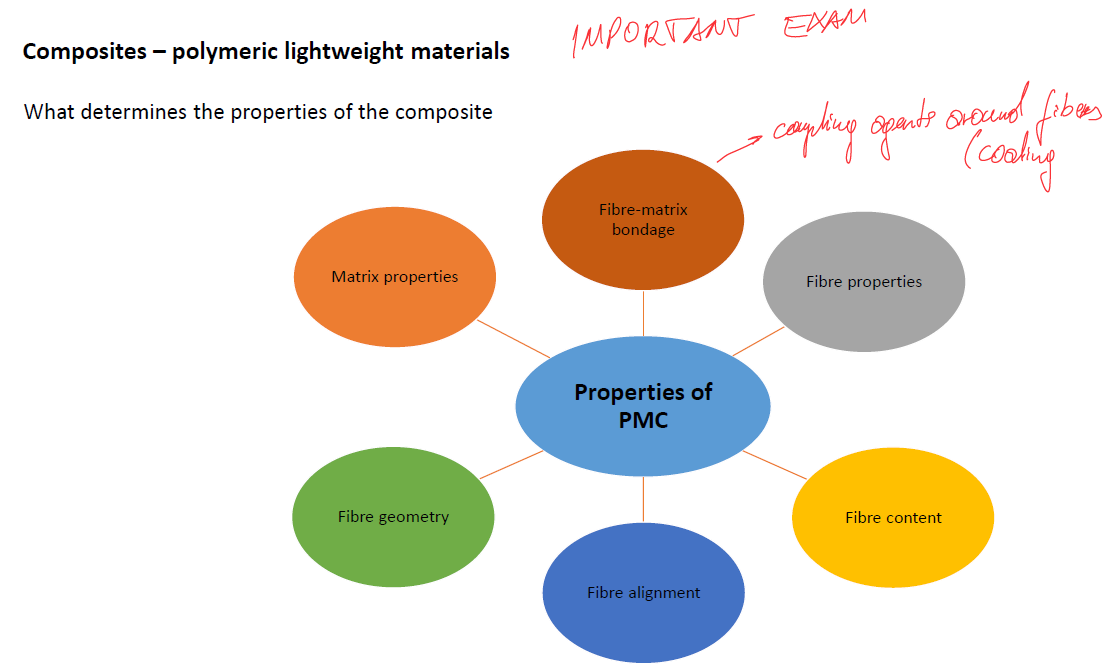 IMPORTANT EXAM
Composites – polymeric lightweight materials
What determines the properties of the composite
coupling agents around fibers
(coating
Fibre-matrix
bondage
Matrix properties
Fibre properties
Properties of
PMC
Fibre geometry
Fibre content
Fibre alignment